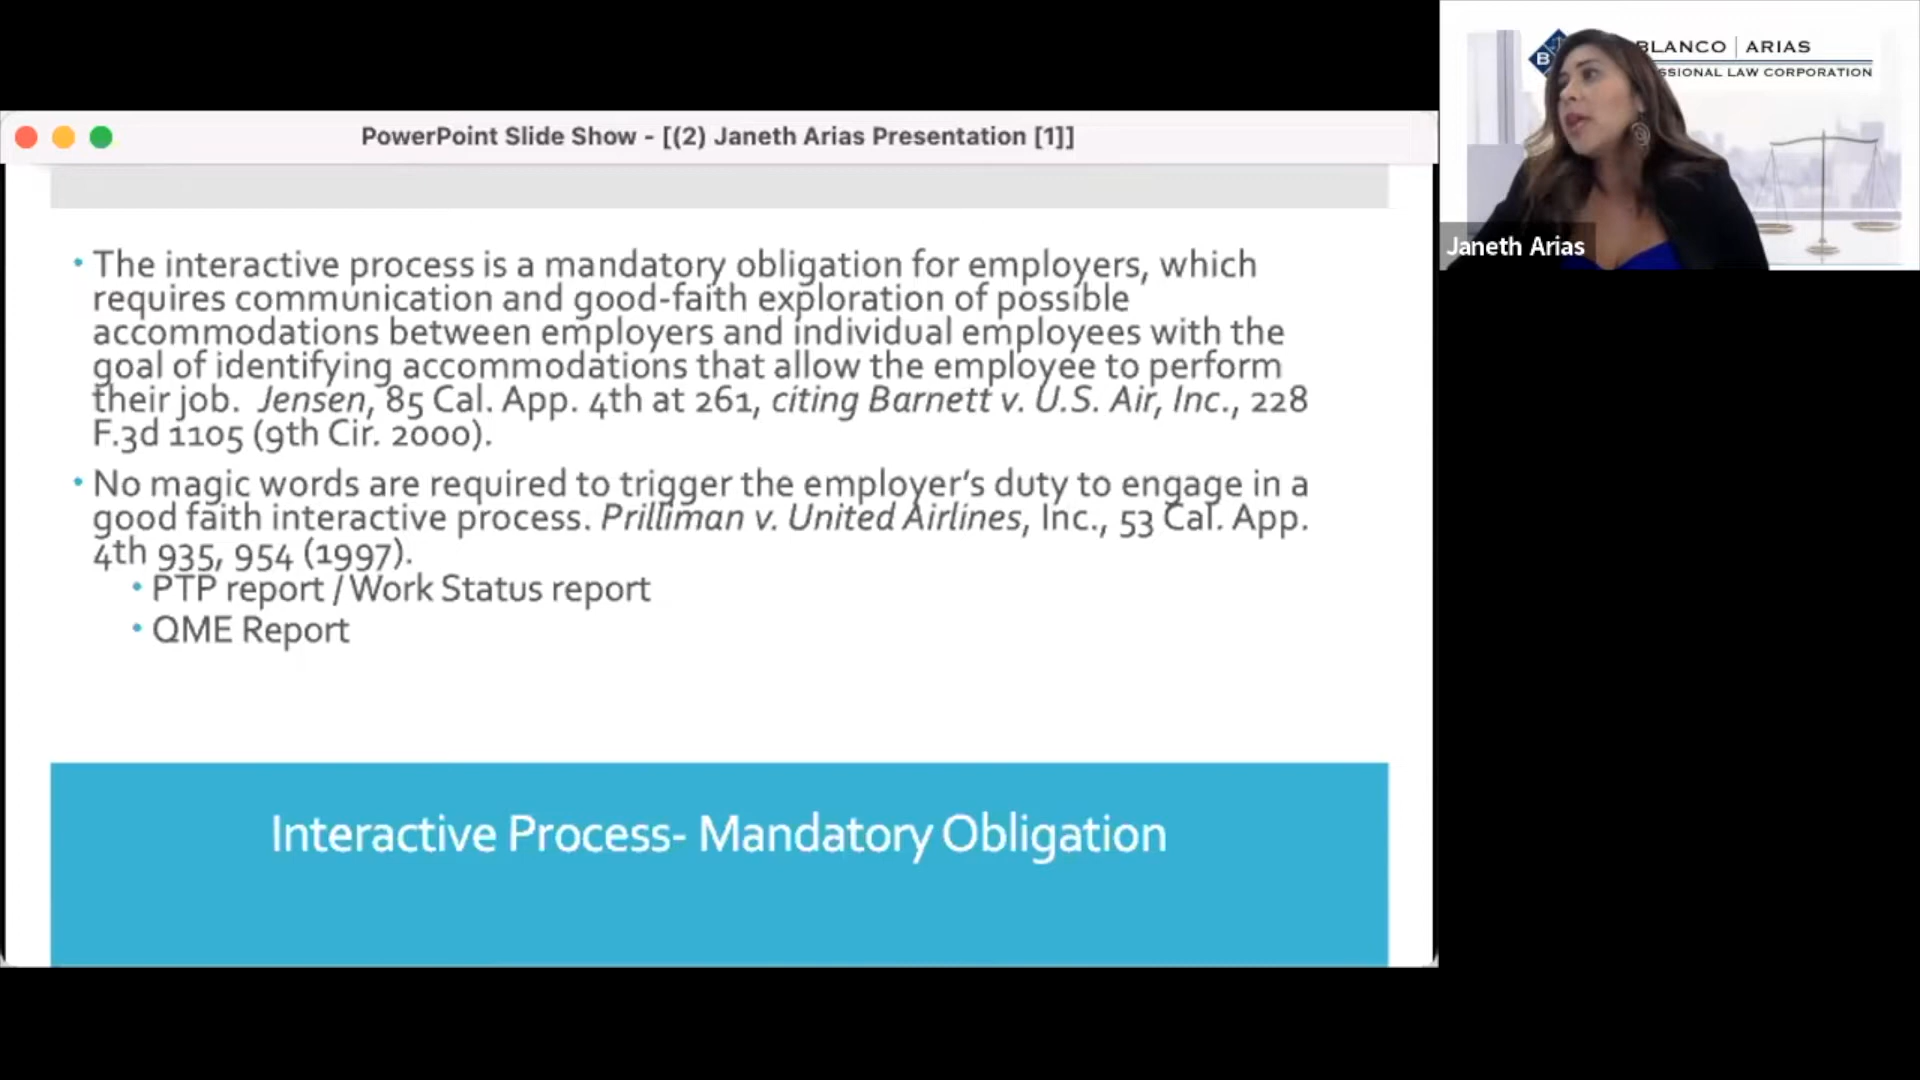 PowerPoint Slide Show - [(2) Janeth Arias Presentation [1]]
• The interactive process is a mandatory obligation for employers, which
requires communication and good-faith exploration of possible
accommodations between employers and individual employees with the
goal of identifying accommodations that allow the employee to perform
their job. Jensen, 85 Cal. App. 4th at 261, citing Barnett v. U.S. Air, Inc., 228
F.3d 1105 (9th Cir. 2000).
• No magic words are required to trigger the employer's duty to engage in a
good faith interactive process. Prilliman v. United Airlines, Inc., 53 Cal. App.
4th 935, 954 (1997).
• PTP report / Work Status report
• QME Report
Interactive Process- Mandatory Obligation
B
BLANCO | ARIAS
SSIONAL LAW CORPORATION
Janeth Arias